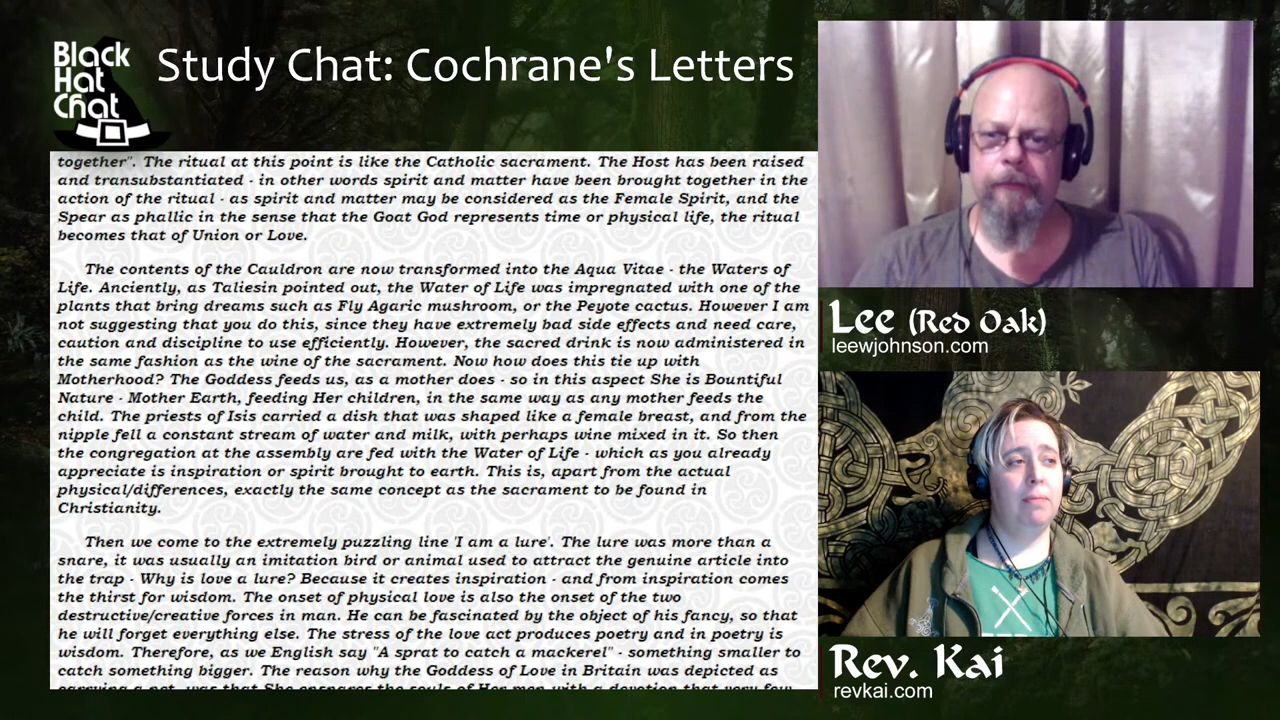 Black
Hat
Chat
Study Chat: Cochrane's Letters
together". The ritual at this point is like the Catholic sacrament. The Host has been raised
and transubstantiated - in other words spirit and matter have been brought together in the
action of the ritual - as spirit and matter may be considered as the Female Spirit, and the
Spear as phallic in the sense that the Goat God represents time or physical life, the ritual
becomes that of Union or Love.
The contents of the Cauldron are now transformed into the Aqua Vitae - the Waters of
Life. Anciently, as Taliesin pointed out, the Water of Life was impregnated with one of the
plants that bring dreams such as Fly Agaric mushroom, or the Peyote cactus. However I am
not suggesting that you do this, since they have extremely bad side effects and need care,
caution and discipline to use efficiently. However, the sacred drink is now administered in
the same fashion as the wine of the sacrament. Now how does this tie up with
Motherhood? The Goddess feeds us, as a mother does - so in this aspect She is Bountiful
Nature - Mother Earth, feeding Her children, in the same way as any mother feeds the
child. The priests of Isis carried a dish that was shaped like a female breast, and from the
nipple fell a constant stream of water and milk, with perhaps wine mixed in it. So then
the congregation at the assembly are fed with the Water of Life - which as you already
appreciate is inspiration or spirit brought to earth. This is, apart from the actual
physical/differences, exactly the same concept as the sacrament to be found in
Christianity.
Then we come to the extremely puzzling line 'I am a lure'. The lure was more than a
snare, it was usually an imitation bird or animal used to attract the genuine article into
the trap - Why is love a lure? Because it creates inspiration - and from inspiration comes
the thirst for wisdom. The onset of physical love is also the onset of the two
destructive/creative forces in man. He can be fascinated by the object of his fancy, so that
he will forget everything else. The stress of the love act produces poetry and in poetry is
wisdom. Therefore, as we English say "A sprat to catch a mackerel" - something smaller to
catch something bigger. The reason why the Goddess of Love in Britain was depicted as
carrying a net, was that She ensnares the souls of Her men with a devotion that very few
Lee (Red Oak)
leewjohnson.com
Rev. Kai
revkai.com